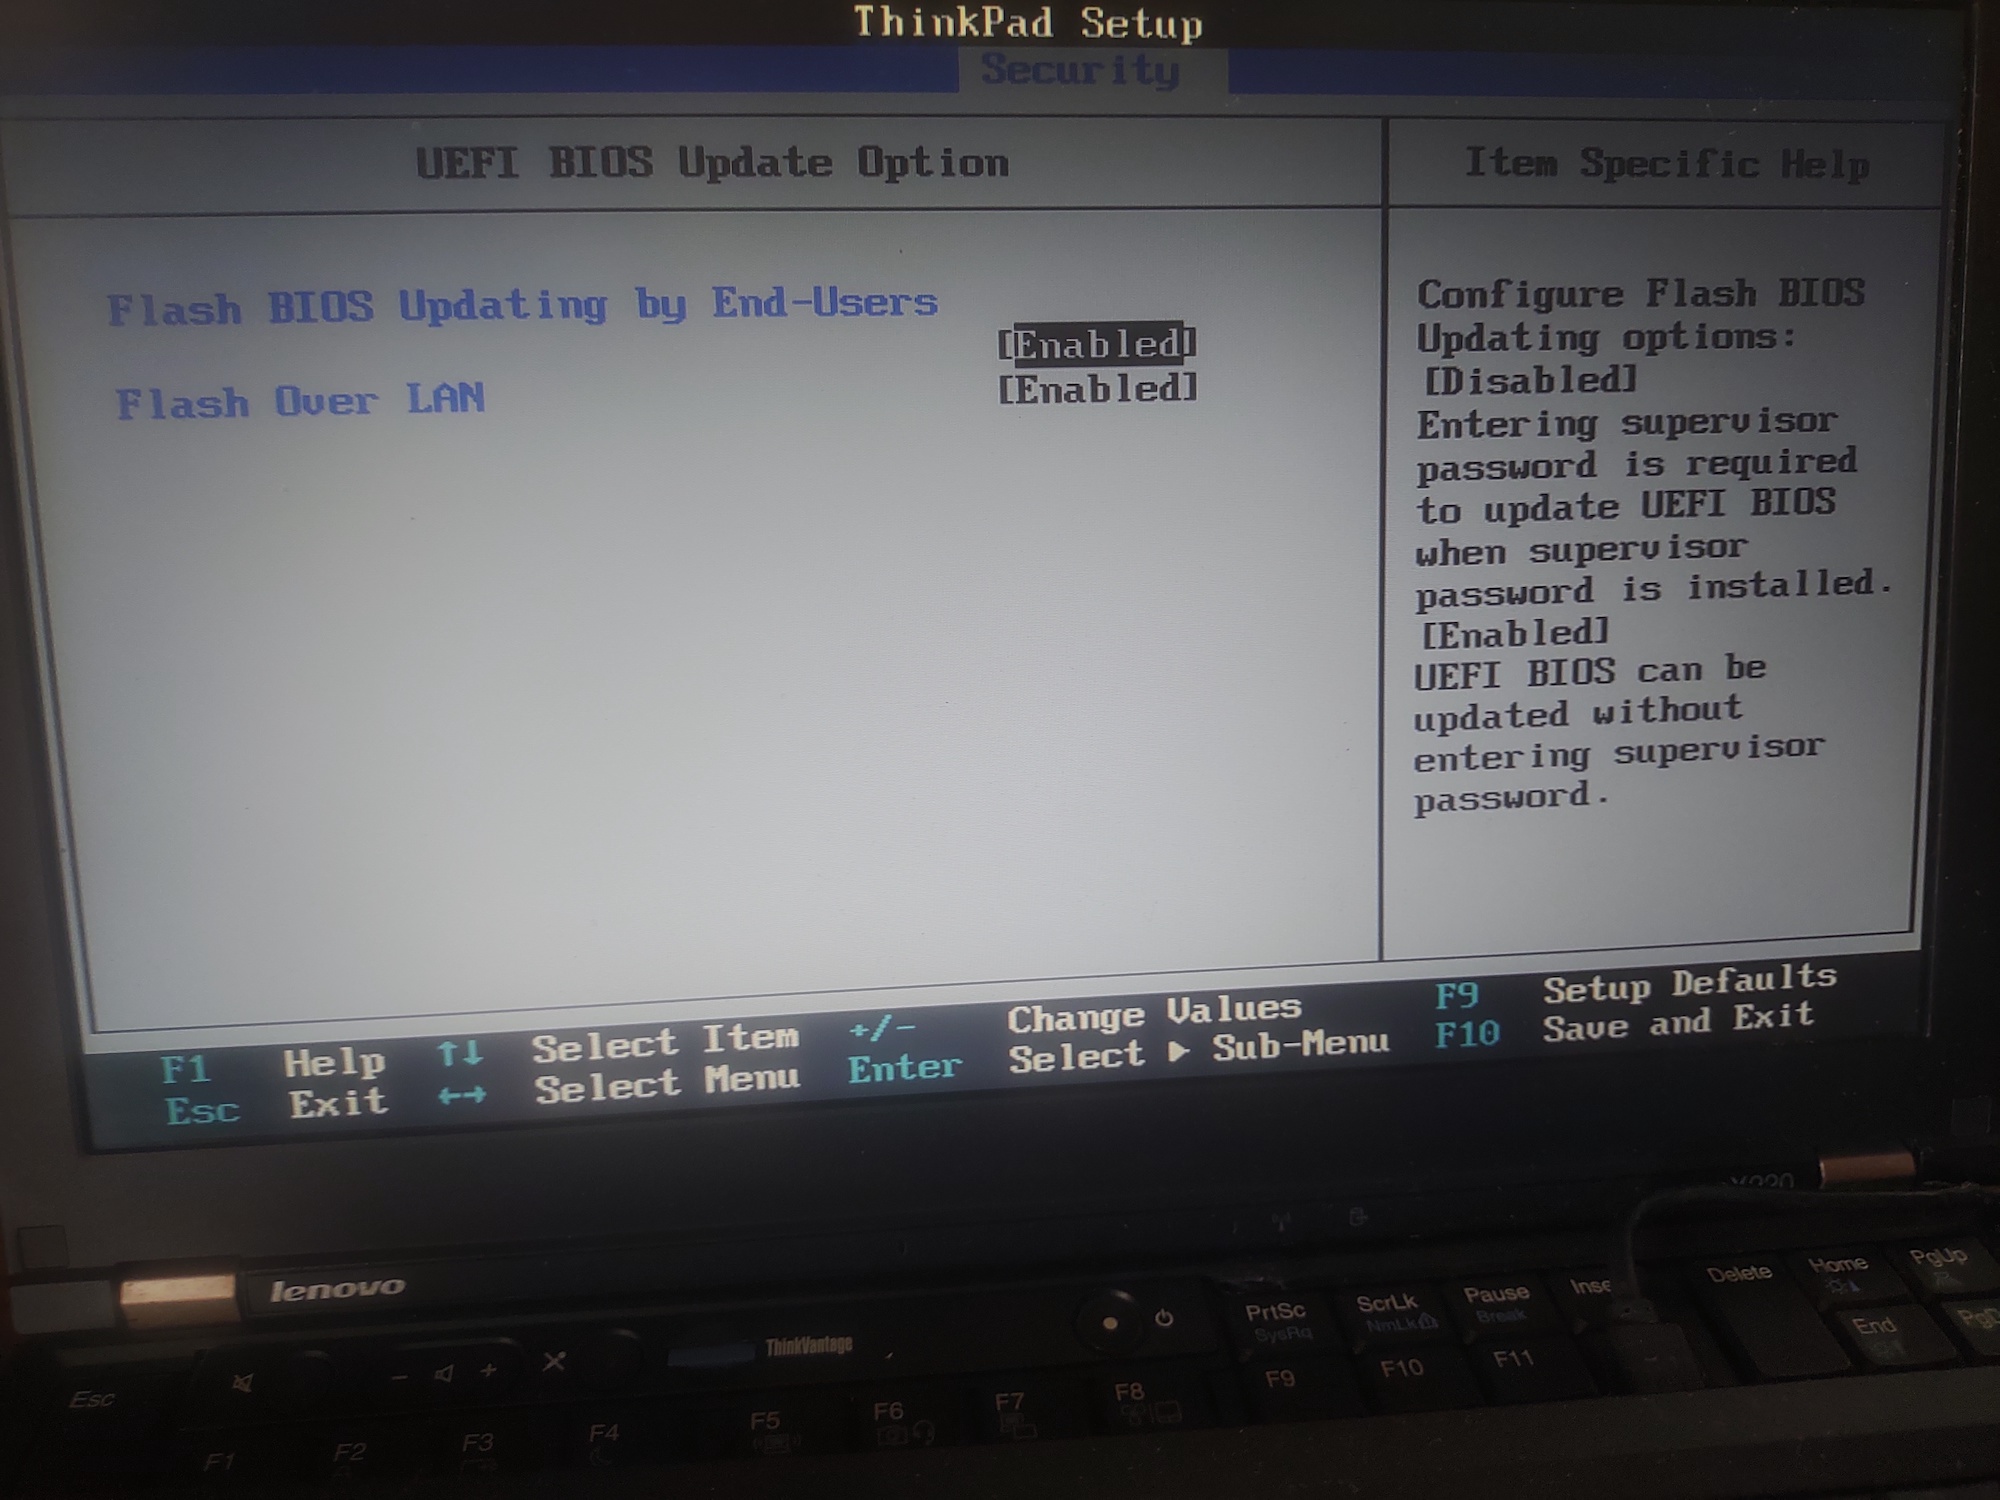 ThinkPad Setup
Security
UEFI BIOS Update Option
Item Specific Help
Flash BIOS Updating by End-Users
[Enabled]
Flash Over LAN
[Enabled]
Configure Flash BIOS
Updating options:
[Disabled]
Entering supervisor
password is required
to update UEFI BIOS
when supervisor
password is installed.
[Enabled]
UEFI BIOS can be
updated without
entering supervisor
password.
F1 Help ↑↓ Select Item +/- Change Values F9 Setup Defaults
Esc Exit ←→ Select Menu Enter Select ▶ Sub-Menu F10 Save and Exit
lenovo
ThinkVantage
PrtSc
SysRq
ScrLk
NmLk
Pause
Break
Delete
Home
PgUp
End
Esc
F1
F2
F3
F4
F5
F6
F7
F8
F9
F10
F11